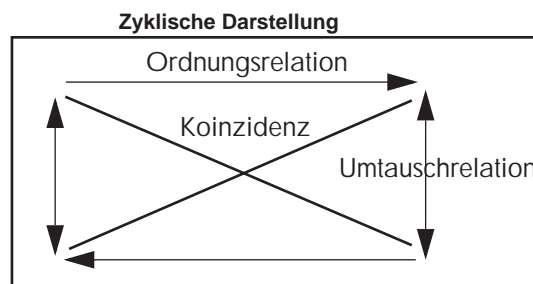 Zyklische Darstellung
Ordnungsrelation
Koinzidenz
Umtauschrelation